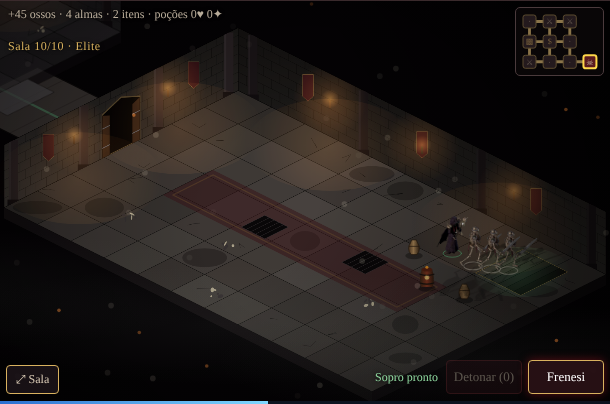 +45 ossos · 4 almas · 2 itens · poções 0♥ 0✦
Sala 10/10 · Elite
⤢ Sala
Sopro pronto
Detonar (0)
Frenesi